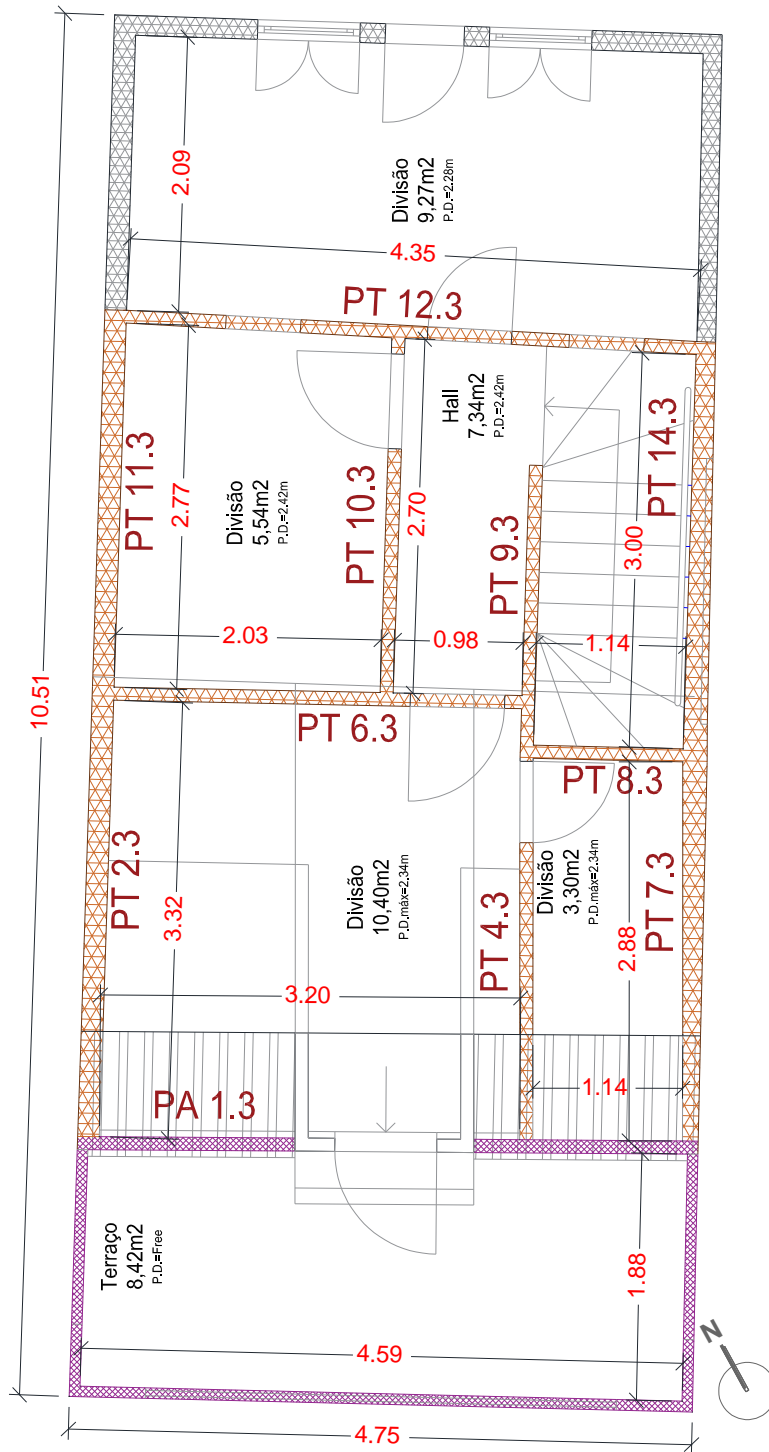 2.09
Divisão
9,27m2
P.D.=2.28m
4.35
PT 12.3
Hall
7,34m2
P.D.=2.42m
PT 11.3
2.77
Divisão
5,54m2
P.D.=2.42m
PT 10.3
2.70
PT 9.3
3.00
PT 14.3
2.03
0.98
1.14
10.51
PT 6.3
PT 8.3
PT 2.3
3.32
Divisão
10,40m2
P.D.máx=2.34m
PT 4.3
Divisão
3,30m2
P.D.máx=2.34m
2.88
PT 7.3
3.20
1.14
PA 1.3
Terraço
8,42m2
P.D.=Free
1.88
4.59
N
4.75